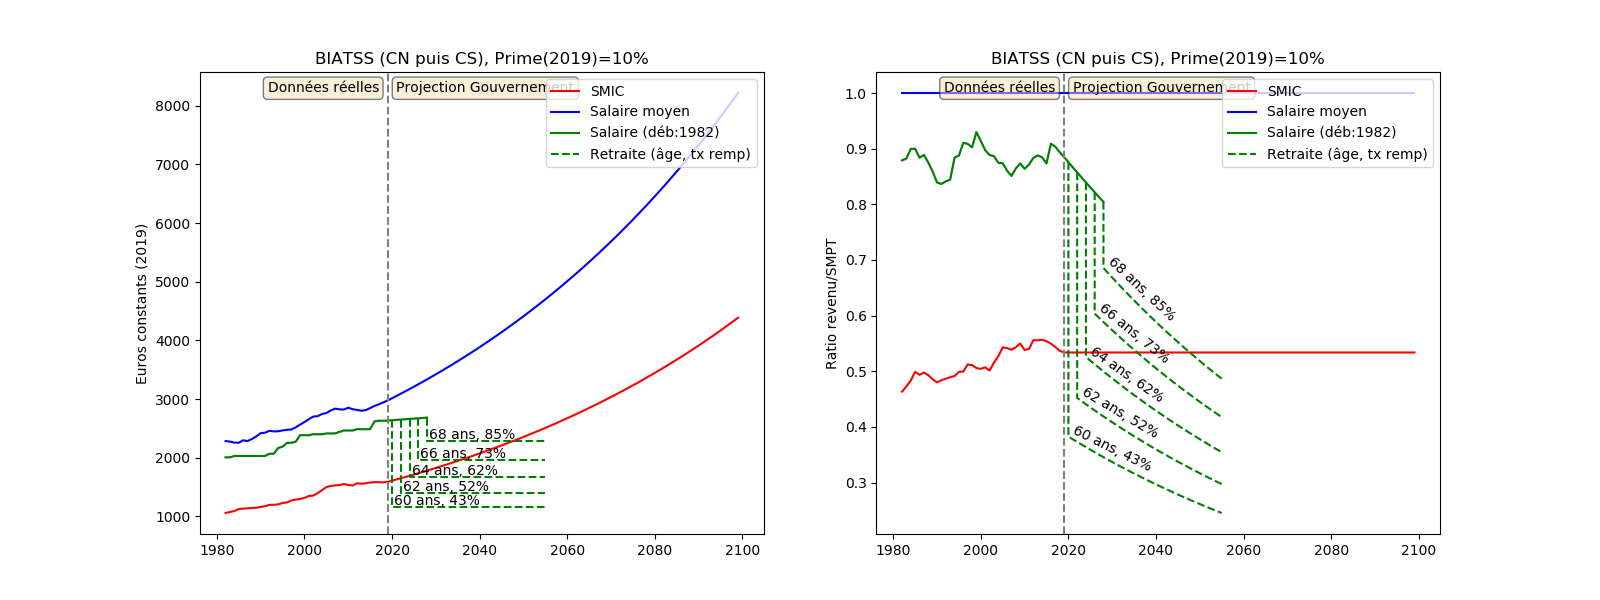 BIATSS (CN puis CS), Prime(2019)=10%
Données réelles
Projection Gouvernement
SMIC
Salaire moyen
Salaire (déb:1982)
Retraite (âge, tx remp)
Euros constants (2019)
8000
7000
6000
5000
4000
3000
2000
1000
68 ans, 85%
66 ans, 73%
64 ans, 62%
62 ans, 52%
60 ans, 43%
1980 2000 2020 2040 2060 2080 2100
BIATSS (CN puis CS), Prime(2019)=10%
Données réelles
Projection Gouvernement
SMIC
Salaire moyen
Salaire (déb:1982)
Retraite (âge, tx remp)
Ratio revenu/SMPT
1.0
0.9
0.8
0.7
0.6
0.5
0.4
0.3
68 ans, 85%
66 ans, 73%
64 ans, 62%
62 ans, 52%
60 ans, 43%
1980 2000 2020 2040 2060 2080 2100